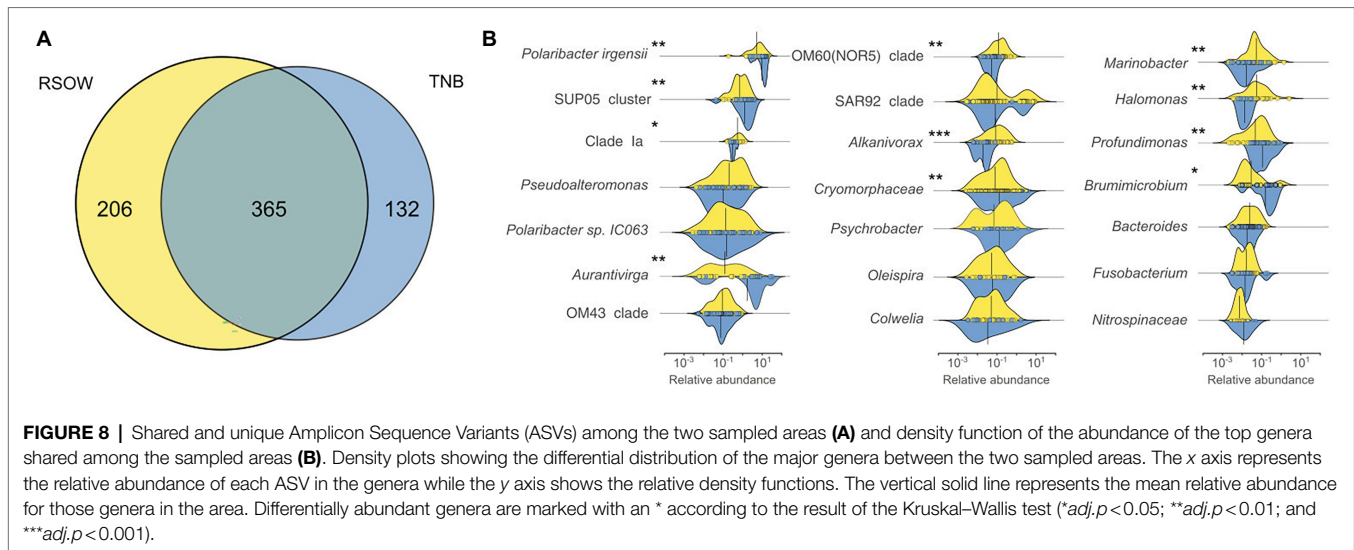 A
RSOW
TNB
206
365
132
B
Polaribacter irgensii **
SUP05 cluster **
Clade Ia *
Pseudoalteromonas
Polaribacter sp. IC063
Aurantivirga **
OM43 clade
10-3 10-1 101
Relative abundance
OM60(NOR5) clade **
SAR92 clade
Alkanivorax ***
Cryomorphaceae **
Psychrobacter
Oleispira
Colwelia
10-3 10-1 101
Relative abundance
Marinobacter **
Halomonas **
Profundimonas **
Brumimicrobium *
Bacteroides
Fusobacterium
Nitrospinaceae
10-3 10-1 101
Relative abundance
FIGURE 8 | Shared and unique Amplicon Sequence Variants (ASVs) among the two sampled areas (A) and density function of the abundance of the top genera
shared among the sampled areas (B). Density plots showing the differential distribution of the major genera between the two sampled areas. The x axis represents
the relative abundance of each ASV in the genera while the y axis shows the relative density functions. The vertical solid line represents the mean relative abundance
for those genera in the area. Differentially abundant genera are marked with an * according to the result of the Kruskal–Wallis test (*adj.p<0.05; **adj.p<0.01; and
***adj.p<0.001).